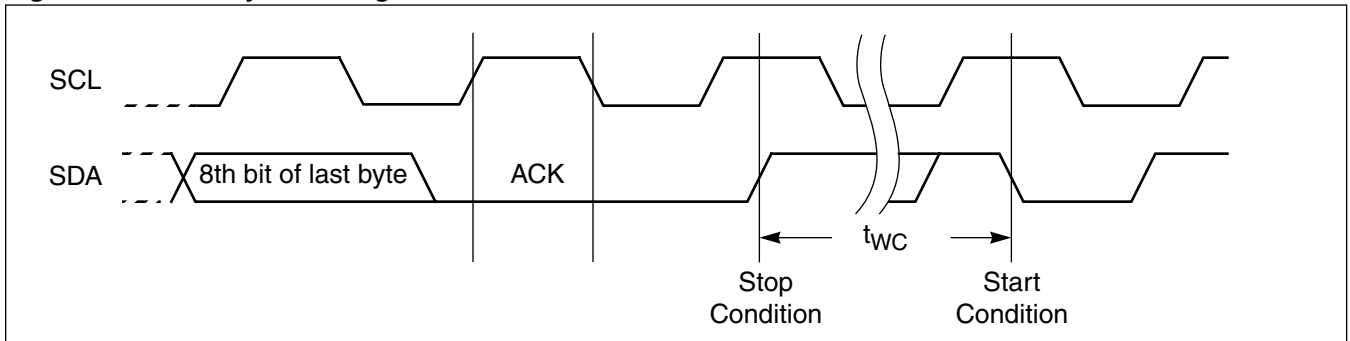 SCL
SDA
8th bit of last byte
ACK
tWC
Stop
Condition
Start
Condition